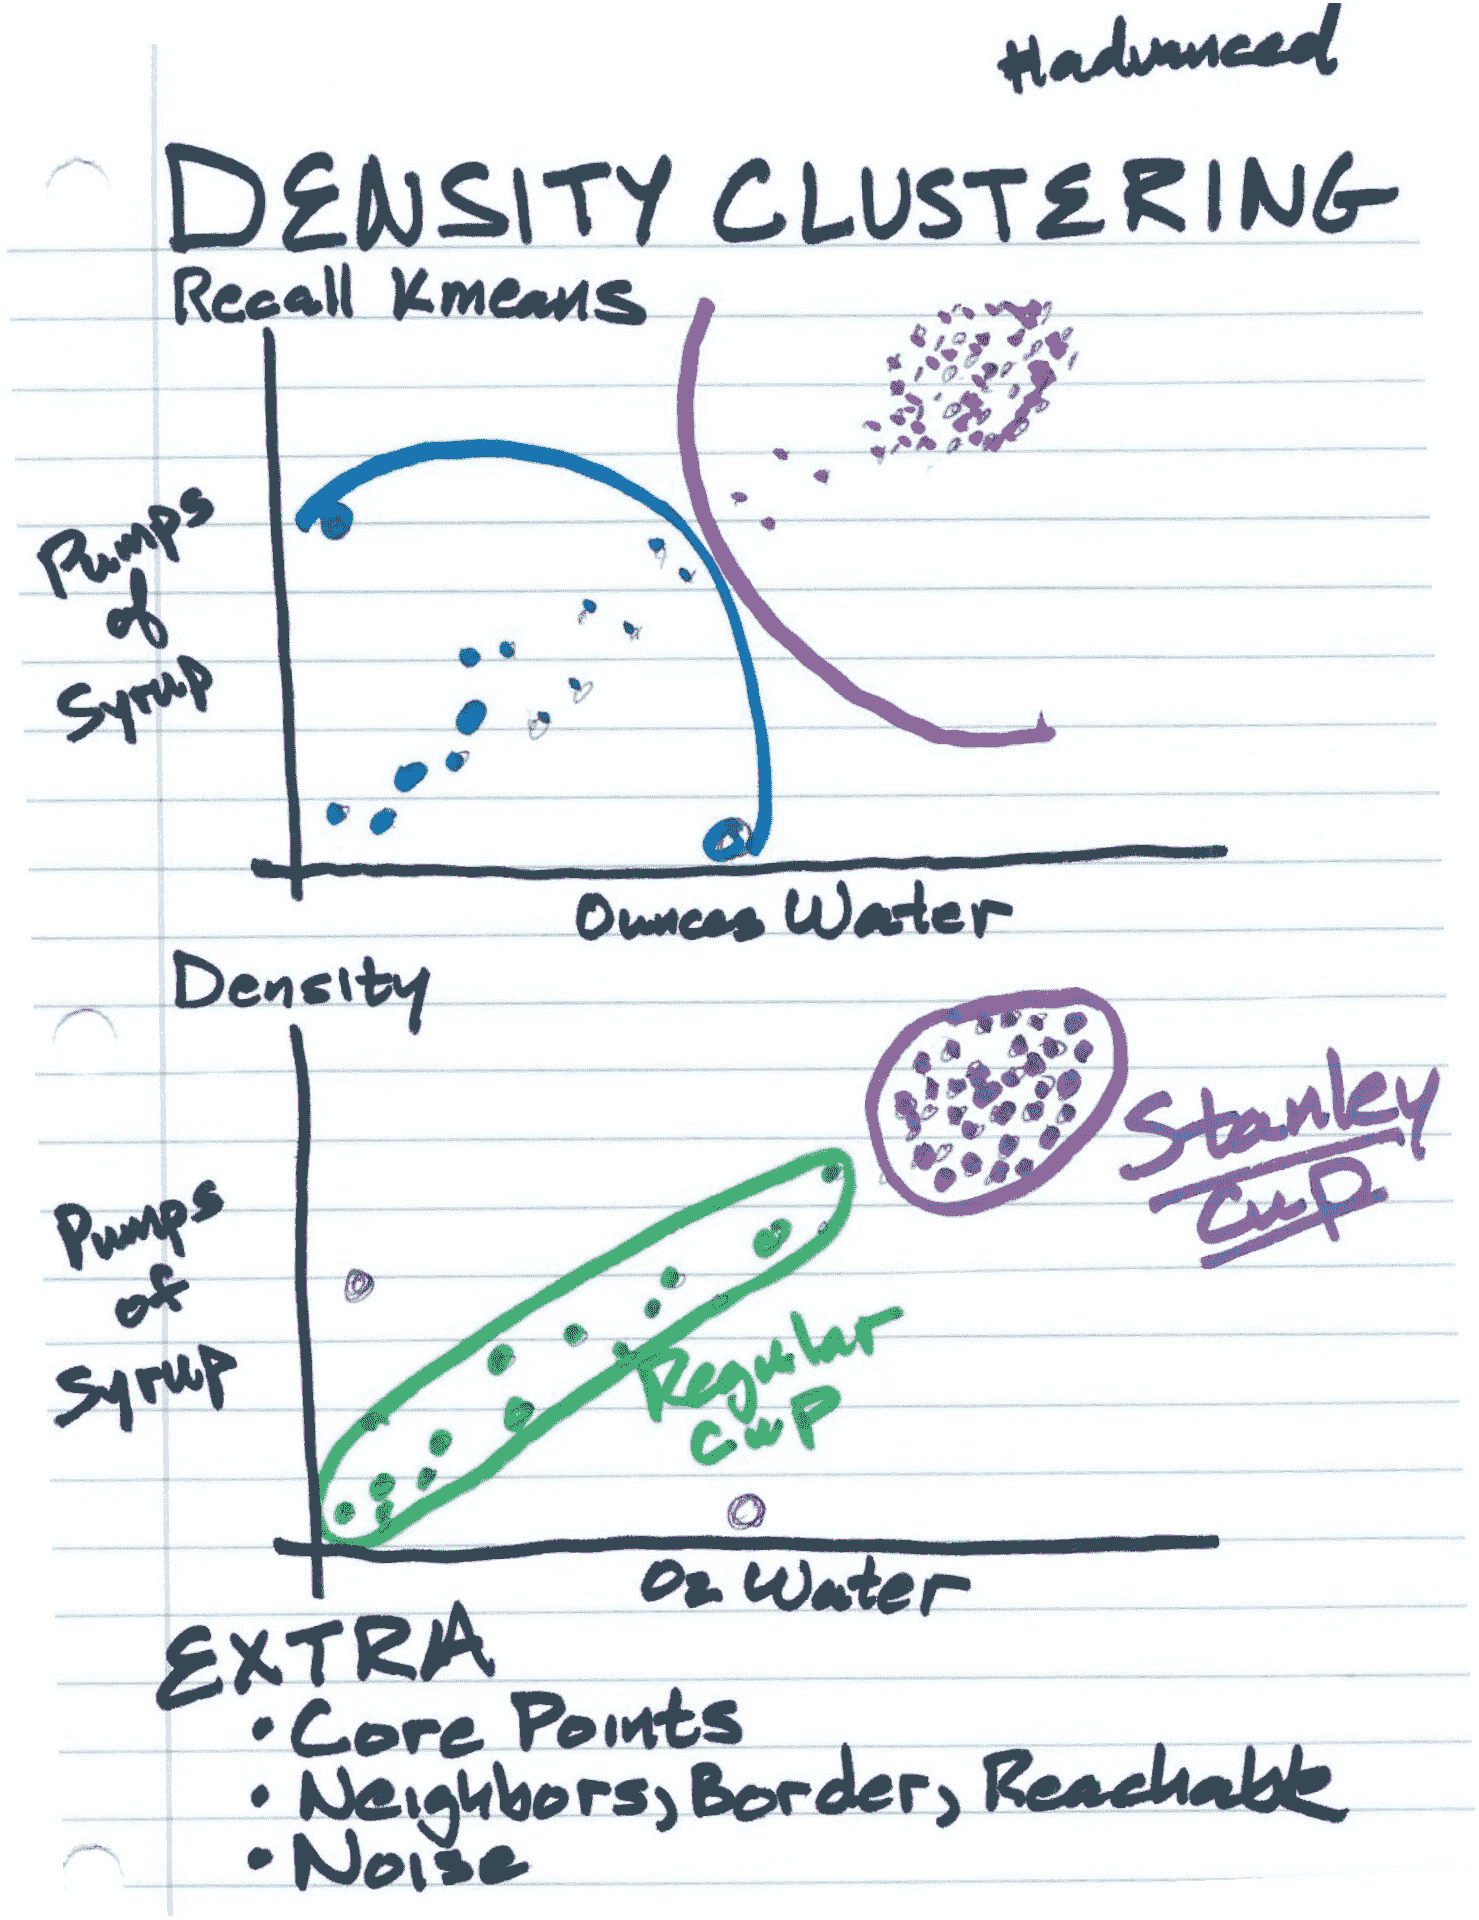 #advanced
DENSITY CLUSTERING
Recall Kmeans
Pumps
of
Syrup
Ounces Water
Density
Stanley
Cup
Pumps
of
Syrup
Regular
Cup
Oz Water
EXTRA
• Core Points
• Neighbors, Border, Reachable
• Noise